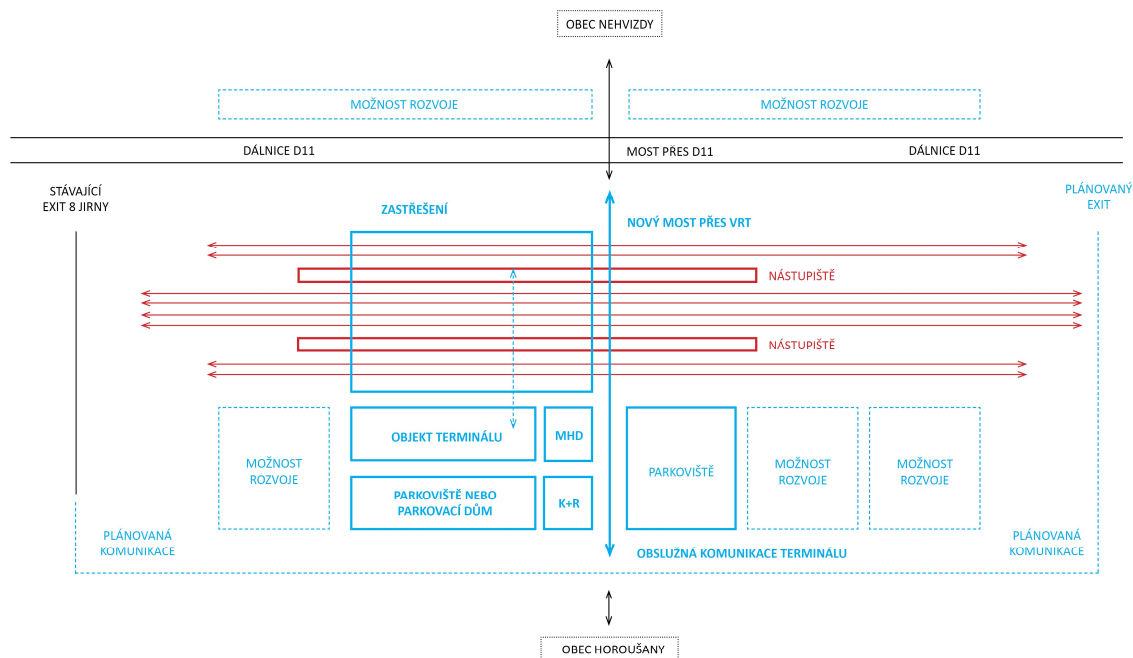 OBEC NEHVIZDY
MOŽNOST ROZVOJE
MOŽNOST ROZVOJE
DÁLNICE D11
MOST PŘES D11
DÁLNICE D11
STÁVAJÍCÍ
EXIT 8 JIRNY
PLÁNOVANÝ
EXIT
ZASTŘEŠENÍ
NOVÝ MOST PŘES VRT
NÁSTUPIŠTĚ
NÁSTUPIŠTĚ
OBJEKT TERMINÁLU
MHD
MOŽNOST
ROZVOJE
PARKOVIŠTĚ
MOŽNOST
ROZVOJE
MOŽNOST
ROZVOJE
PARKOVIŠTĚ NEBO
PARKOVACÍ DŮM
K+R
PLÁNOVANÁ
KOMUNIKACE
OBSLUŽNÁ KOMUNIKACE TERMINÁLU
PLÁNOVANÁ
KOMUNIKACE
OBEC HOROUŠANY